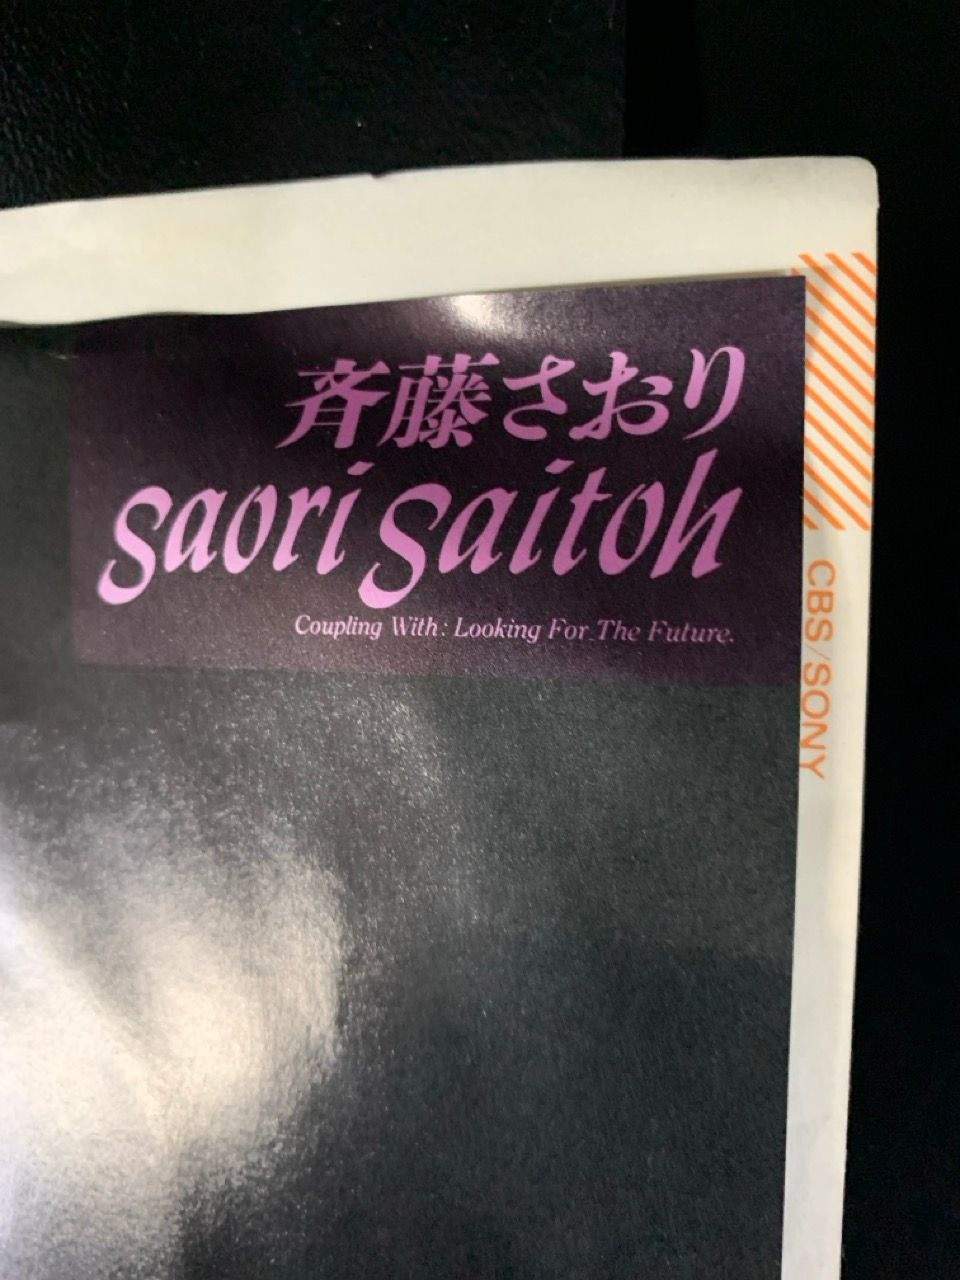 斉藤さおり
Saori Saitoh
Coupling With: Looking For The Future.
CBS/SONY